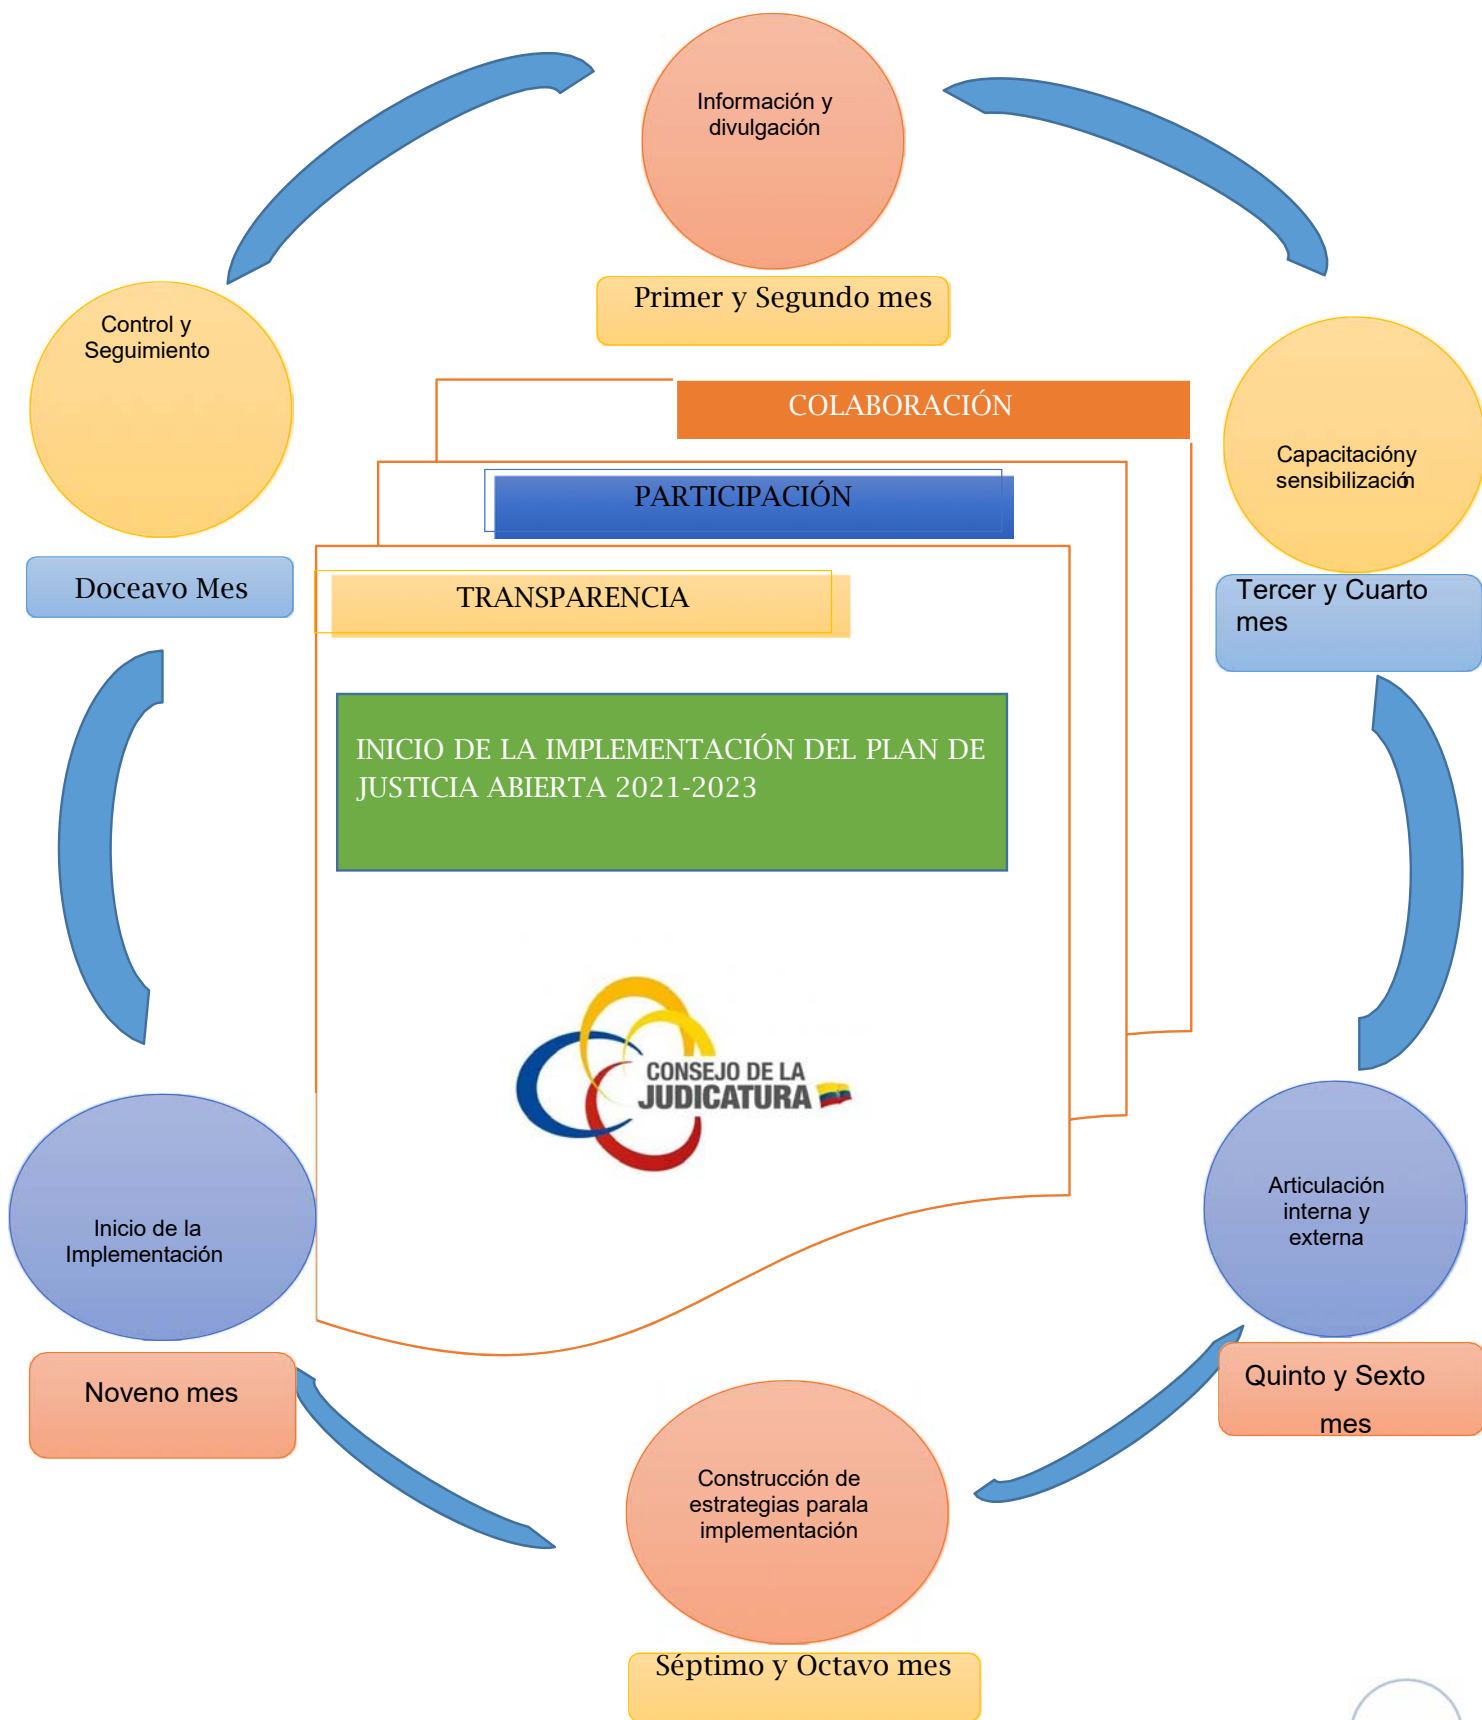 Información y
divulgación
Primer y Segundo mes
Control y
Seguimiento
Doceavo Mes
COLABORACIÓN
PARTICIPACIÓN
TRANSPARENCIA
Capacitacióny
sensibilización
Tercer y Cuarto
mes
INICIO DE LA IMPLEMENTACIÓN DEL PLAN DE
JUSTICIA ABIERTA 2021-2023
CONSEJO DE LA
JUDICATURA
Inicio de la
Implementación
Noveno mes
Articulación
interna y
externa
Quinto y Sexto
mes
Construcción de
estrategias parala
implementación
Séptimo y Octavo mes